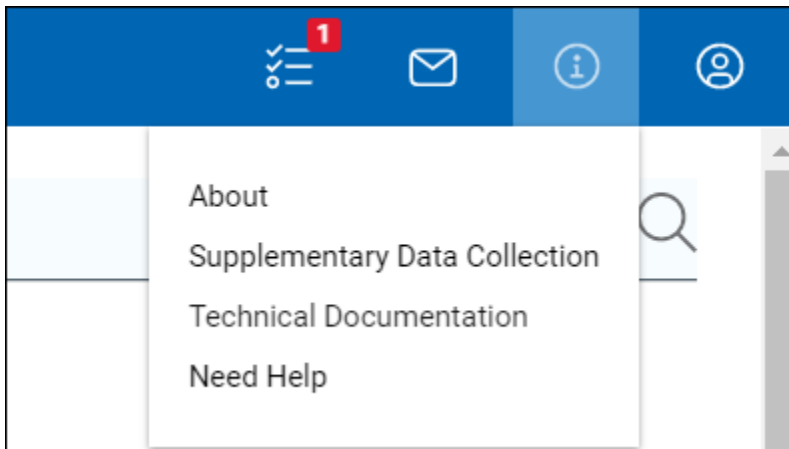 1
About
Supplementary Data Collection
Technical Documentation
Need Help